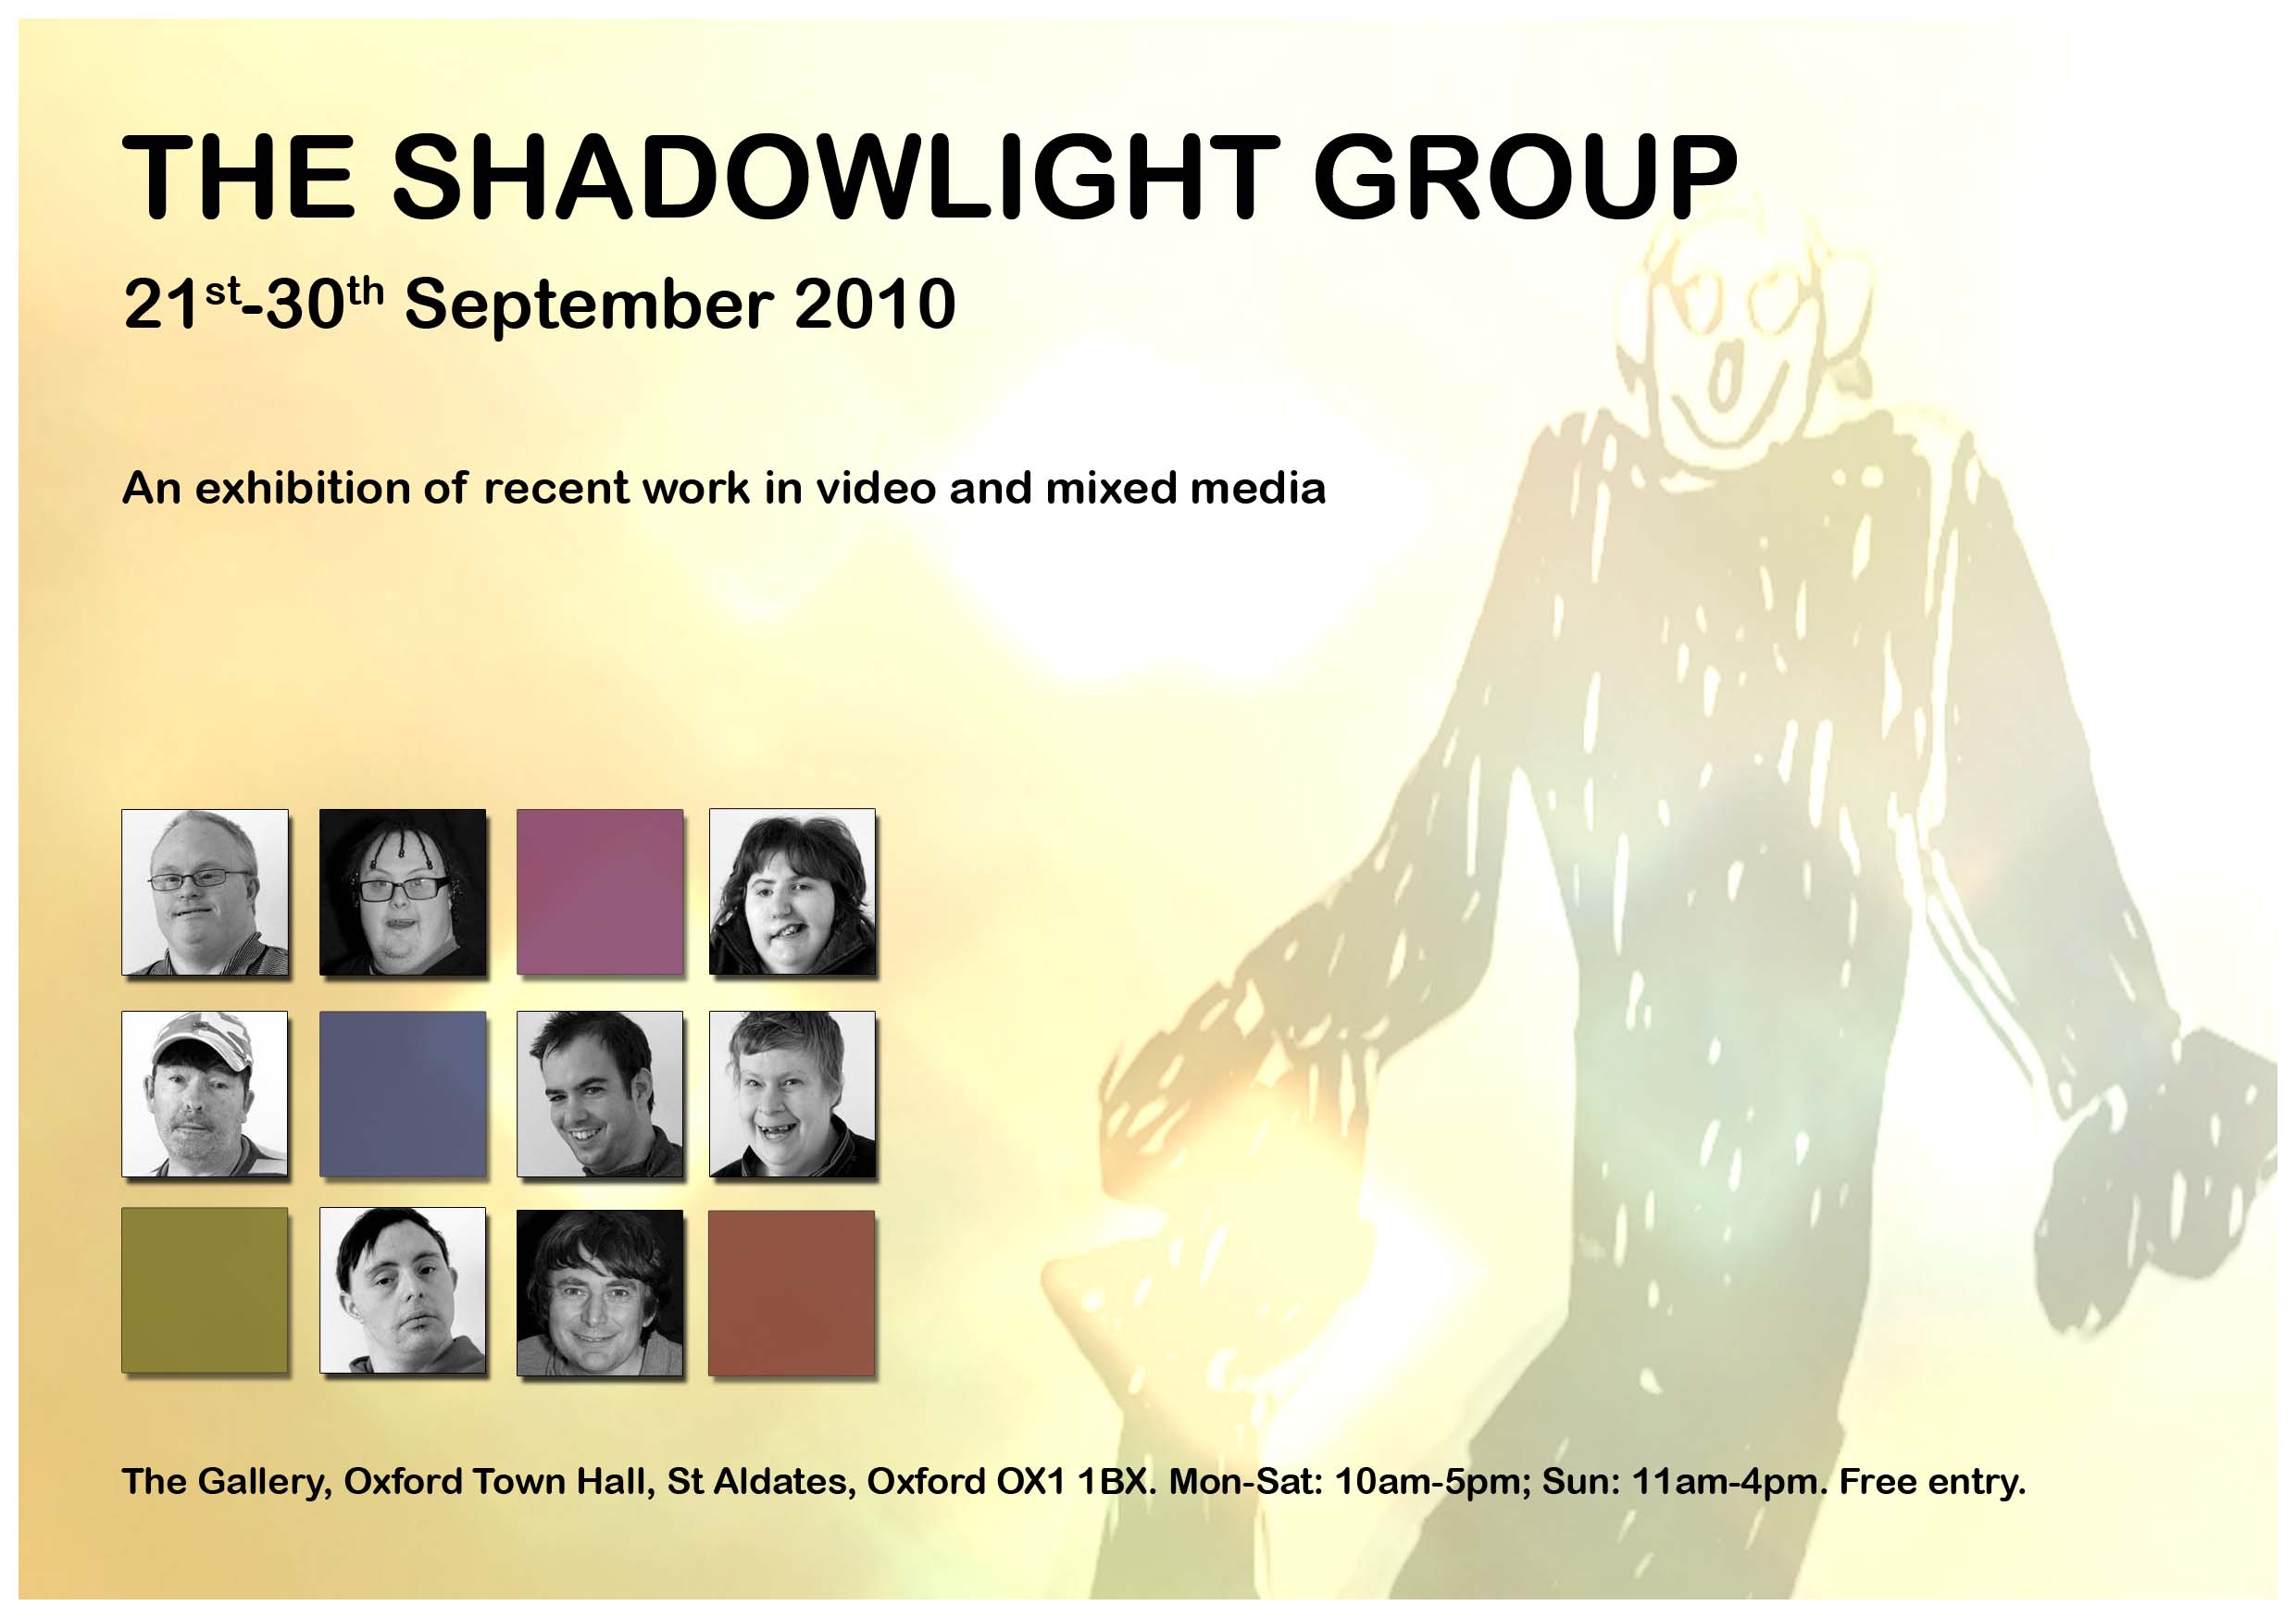 THE SHADOWLIGHT GROUP
21st-30th September 2010
An exhibition of recent work in video and mixed media
The Gallery, Oxford Town Hall, St Aldates, Oxford OX1 1BX. Mon-Sat: 10am-5pm; Sun: 11am-4pm. Free entry.